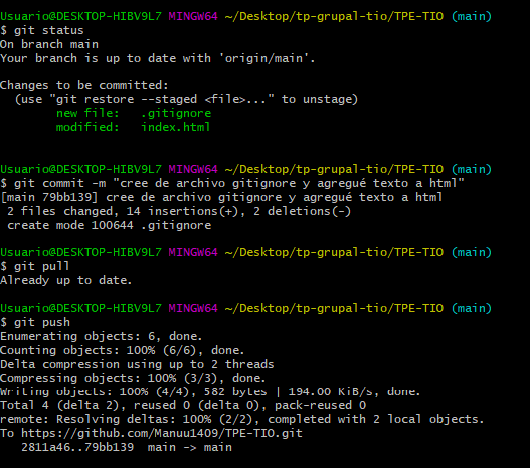 Usuario@DESKTOP-HIBV9L7 MINGW64 ~/Desktop/tp-grupal-tio/TPE-TIO (main)
$ git status
On branch main
Your branch is up to date with 'origin/main'.
Changes to be committed:
  (use "git restore --staged <file>..." to unstage)
        new file:   .gitignore
        modified:   index.html
Usuario@DESKTOP-HIBV9L7 MINGW64 ~/Desktop/tp-grupal-tio/TPE-TIO (main)
$ git commit -m "cree de archivo gitignore y agregué texto a html"
[main 79bb139] cree de archivo gitignore y agregué texto a html
 2 files changed, 14 insertions(+), 2 deletions(-)
 create mode 100644 .gitignore
Usuario@DESKTOP-HIBV9L7 MINGW64 ~/Desktop/tp-grupal-tio/TPE-TIO (main)
$ git pull
Already up to date.
Usuario@DESKTOP-HIBV9L7 MINGW64 ~/Desktop/tp-grupal-tio/TPE-TIO (main)
$ git push
Enumerating objects: 6, done.
Counting objects: 100% (6/6), done.
Delta compression using up to 2 threads
Compressing objects: 100% (3/3), done.
Writing objects: 100% (4/4), 582 bytes | 194.00 KiB/s, done.
Total 4 (delta 2), reused 0 (delta 0), pack-reused 0
remote: Resolving deltas: 100% (2/2), completed with 2 local objects.
To https://github.com/Manuu1409/TPE-TIO.git
   2811a46..79bb139  main -> main